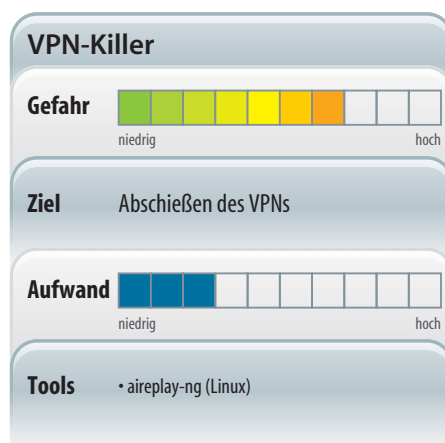 VPN-Killer
Gefahr
niedrig hoch
Ziel Abschießen des VPNs
Aufwand
niedrig hoch
Tools • aireplay-ng (Linux)